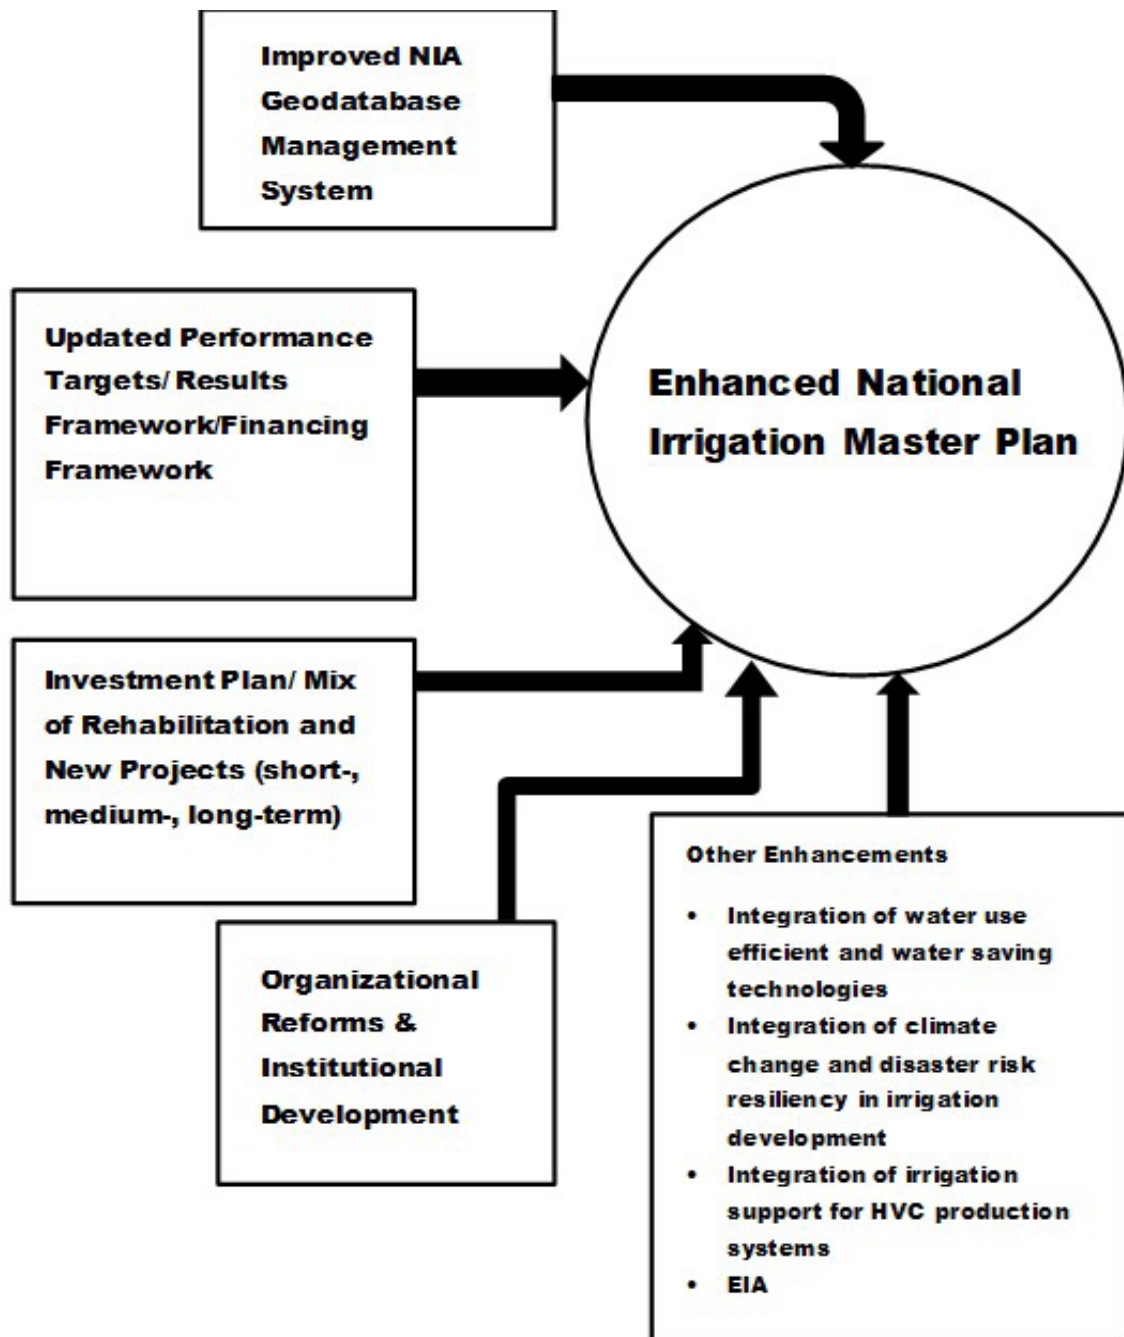 Improved NIA
Geodatabase
Management
System
Updated Performance
Targets/ Results
Framework/Financing
Framework
Enhanced National
Irrigation Master Plan
Investment Plan/ Mix
of Rehabilitation and
New Projects (short-,
medium-, long-term)
Organizational
Reforms &
Institutional
Development
Other Enhancements
• Integration of water use
efficient and water saving
technologies
• Integration of climate
change and disaster risk
resiliency in irrigation
development
• Integration of irrigation
support for HVC production
systems
• EIA